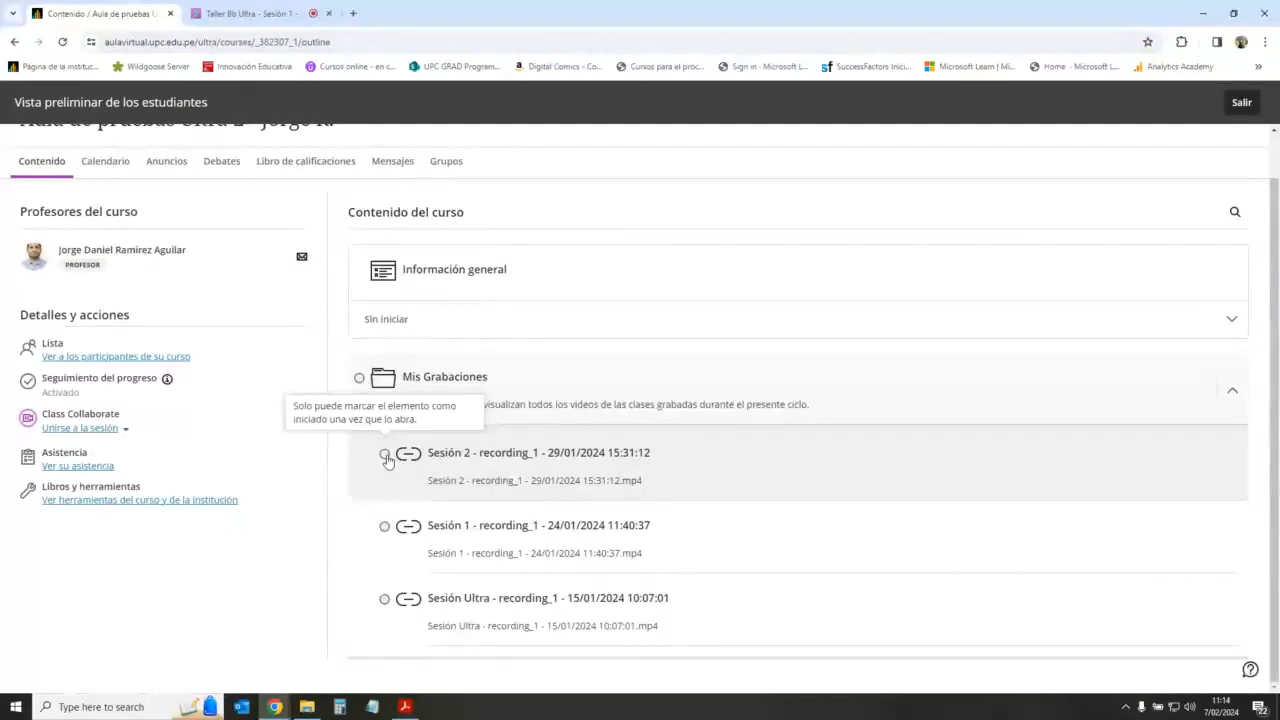 Contenido / Aula de pruebas U
Taller Bb Ultra - Sesión 1 -
aulavirtual.upc.edu.pe/ultra/courses/_382307_1/outline
Página de la instituc...
Wildgoose Server
Innovación Educativa
Cursos online - en c...
UPC GRAD Program...
Digital Comics - Co...
Cursos para el proc...
Sign in - Microsoft L...
SuccessFactors Inici...
Microsoft Learn | Mi...
Home - Microsoft L...
Analytics Academy
»
Vista preliminar de los estudiantes
Salir
Aula de pruebas Ultra 2 - Jorge R.
Contenido
Calendario
Anuncios
Debates
Libro de calificaciones
Mensajes
Grupos
Profesores del curso
Jorge Daniel Ramirez Aguilar
PROFESOR
Detalles y acciones
Lista
Ver a los participantes de su curso
Seguimiento del progreso
Activado
Class Collaborate
Unirse a la sesión
Asistencia
Ver su asistencia
Libros y herramientas
Ver herramientas del curso y de la institución
Contenido del curso
Información general
Sin iniciar
Mis Grabaciones
visualizan todos los videos de las clases grabadas durante el presente ciclo.
Solo puede marcar el elemento como
iniciado una vez que lo abra.
Sesión 2 - recording_1 - 29/01/2024 15:31:12
Sesión 2 - recording_1 - 29/01/2024 15:31:12.mp4
Sesión 1 - recording_1 - 24/01/2024 11:40:37
Sesión 1 - recording_1 - 24/01/2024 11:40:37.mp4
Sesión Ultra - recording_1 - 15/01/2024 10:07:01
Sesión Ultra - recording_1 - 15/01/2024 10:07:01.mp4
Type here to search
11:14
7/02/2024
22